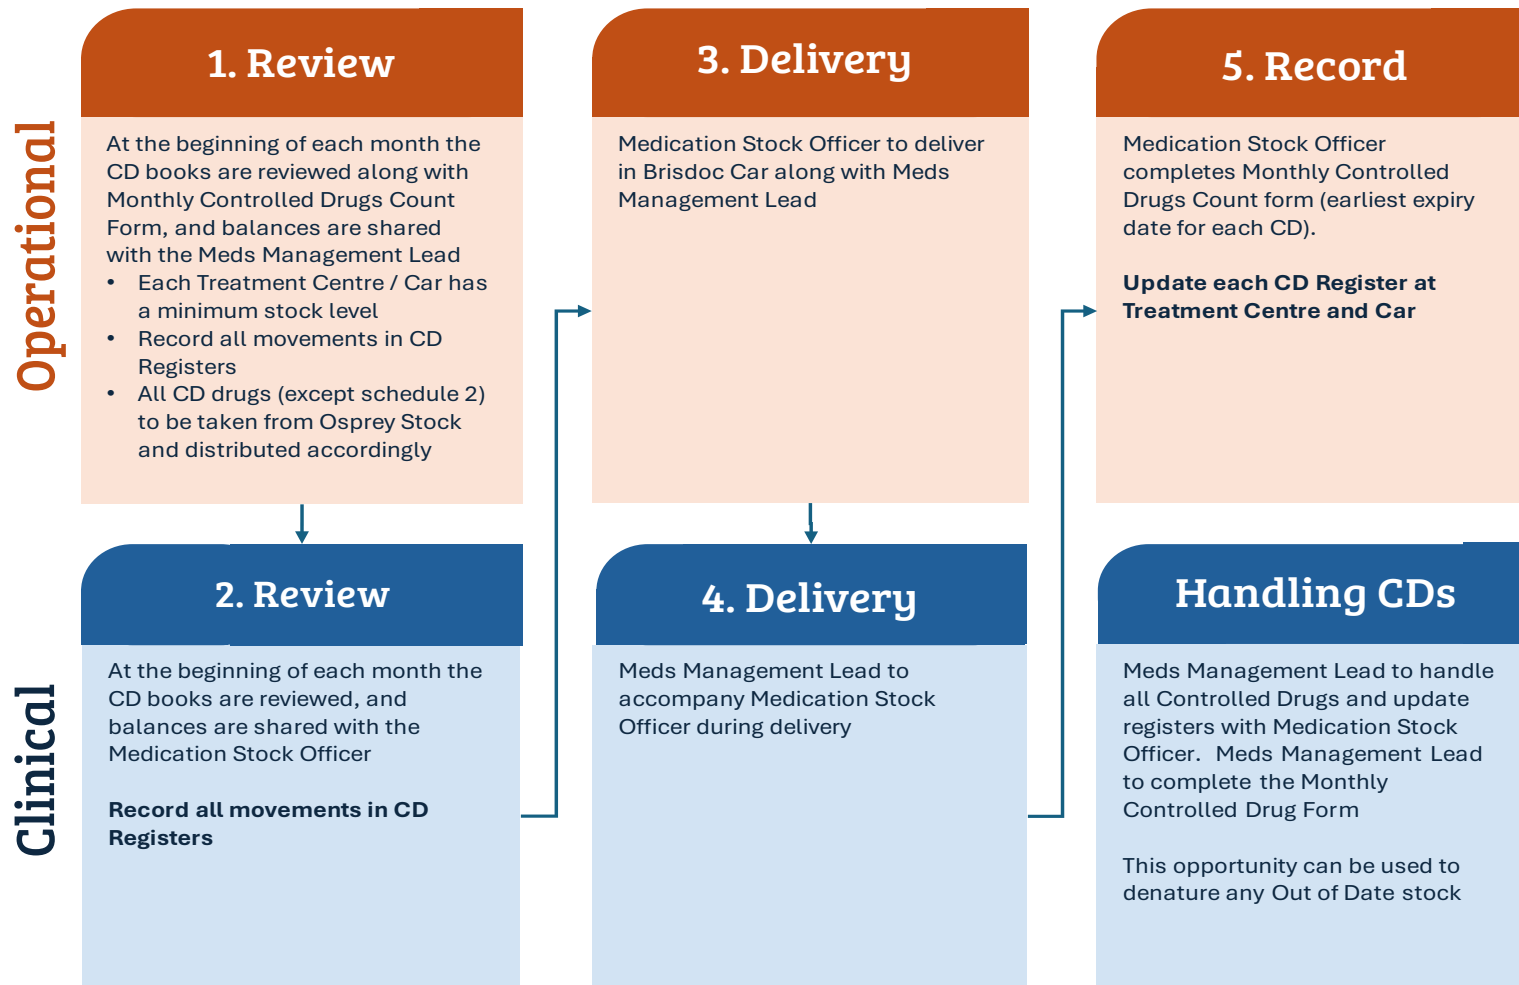 Operational
1. Review
At the beginning of each month the
CD books are reviewed along with
Monthly Controlled Drugs Count
Form, and balances are shared
with the Meds Management Lead
• Each Treatment Centre / Car has
a minimum stock level
• Record all movements in CD
Registers
• All CD drugs (except schedule 2)
to be taken from Osprey Stock
and distributed accordingly
3. Delivery
Medication Stock Officer to deliver
in Brisdoc Car along with Meds
Management Lead
5. Record
Medication Stock Officer
completes Monthly Controlled
Drugs Count form (earliest expiry
date for each CD).
Update each CD Register at
Treatment Centre and Car
Clinical
2. Review
At the beginning of each month the
CD books are reviewed, and
balances are shared with the
Medication Stock Officer
Record all movements in CD
Registers
4. Delivery
Meds Management Lead to
accompany Medication Stock
Officer during delivery
Handling CDs
Meds Management Lead to handle
all Controlled Drugs and update
registers with Medication Stock
Officer.  Meds Management Lead
to complete the Monthly
Controlled Drug Form
This opportunity can be used to
denature any Out of Date stock